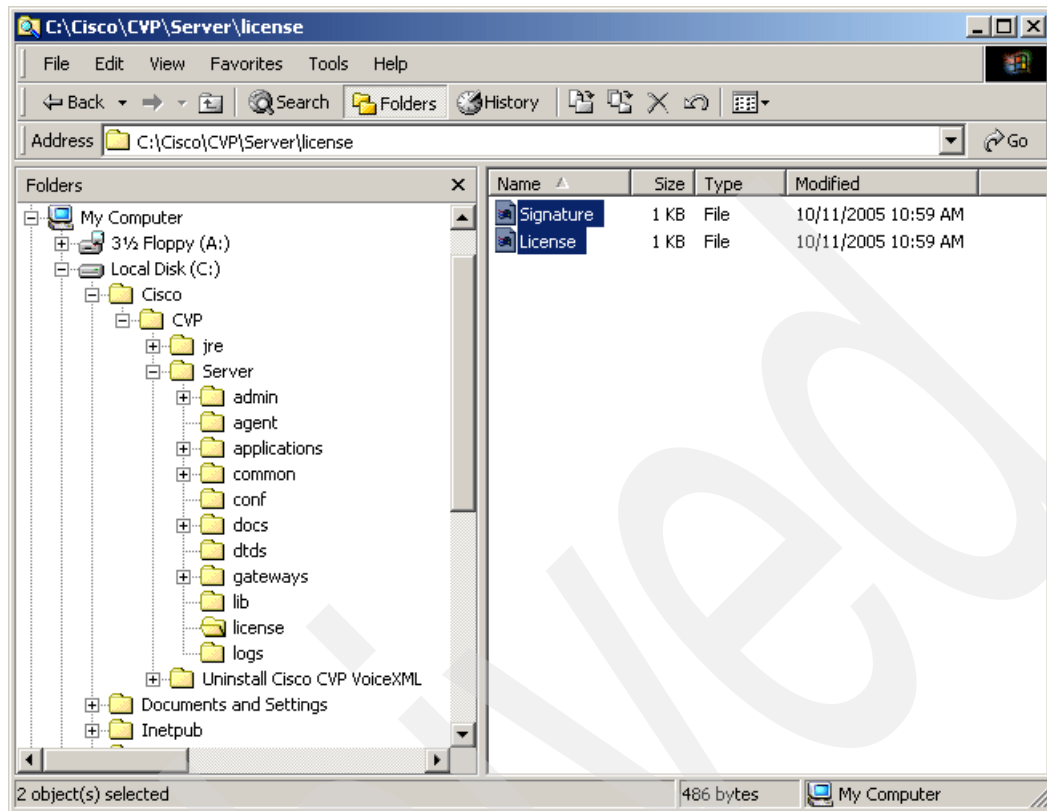 C:\Cisco\CVP\Server\license
File Edit View Favorites Tools Help
Back Search Folders History
Address C:\Cisco\CVP\Server\license Go
Folders
Name Size Type Modified
My Computer
Signature 1 KB File 10/11/2005 10:59 AM
3½ Floppy (A:)
License 1 KB File 10/11/2005 10:59 AM
Local Disk (C:)
Cisco
CVP
jre
Server
admin
agent
applications
common
conf
docs
dtds
gateways
lib
license
logs
Uninstall Cisco CVP VoiceXML
Documents and Settings
Inetpub
2 object(s) selected 486 bytes My Computer